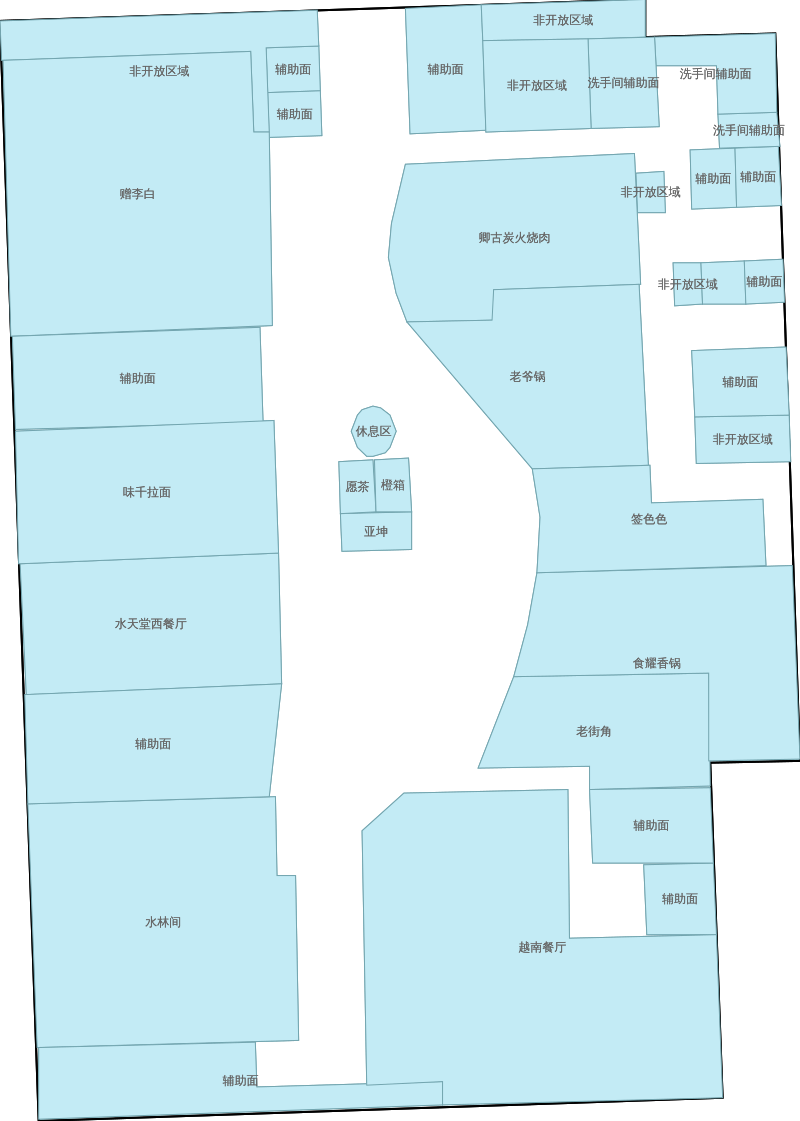 非开放区域
非开放区域
辅助面
辅助面
非开放区域
洗手间辅助面
洗手间辅助面
辅助面
辅助面
洗手间辅助面
赠李白
辅助面
辅助面
非开放区域
卿古炭火烧肉
非开放区域
辅助面
辅助面
老爷锅
辅助面
休息区
非开放区域
味千拉面
愿茶
橙箱
签色色
亚坤
水天堂西餐厅
食耀香锅
老街角
辅助面
辅助面
辅助面
水林间
越南餐厅
辅助面